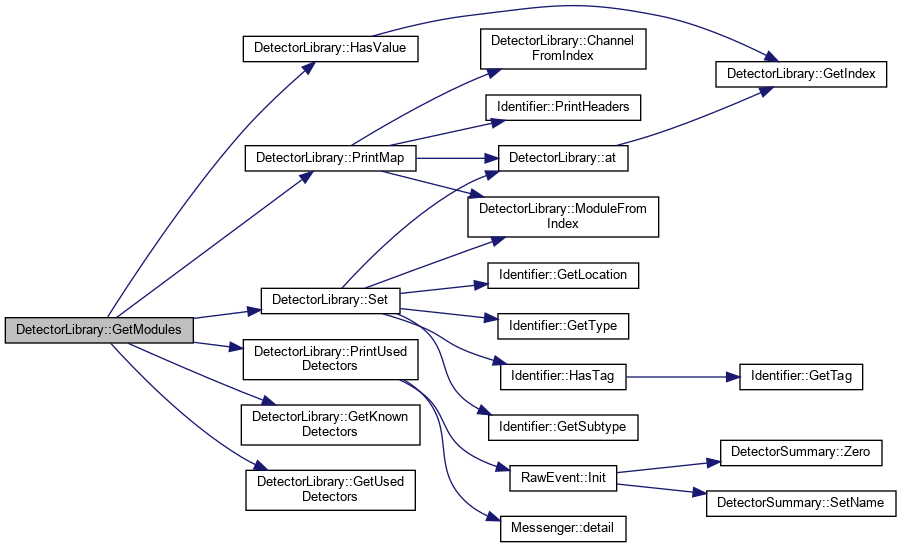 DetectorLibrary::GetModules
DetectorLibrary::HasValue
DetectorLibrary::PrintMap
DetectorLibrary::Set
DetectorLibrary::PrintUsed
Detectors
DetectorLibrary::GetKnown
Detectors
DetectorLibrary::GetUsed
Detectors
DetectorLibrary::Channel
FromIndex
Identifier::PrintHeaders
DetectorLibrary::at
DetectorLibrary::ModuleFrom
Index
Identifier::GetLocation
Identifier::GetType
Identifier::HasTag
Identifier::GetSubtype
RawEvent::Init
Messenger::detail
DetectorLibrary::GetIndex
Identifier::GetTag
DetectorSummary::Zero
DetectorSummary::SetName